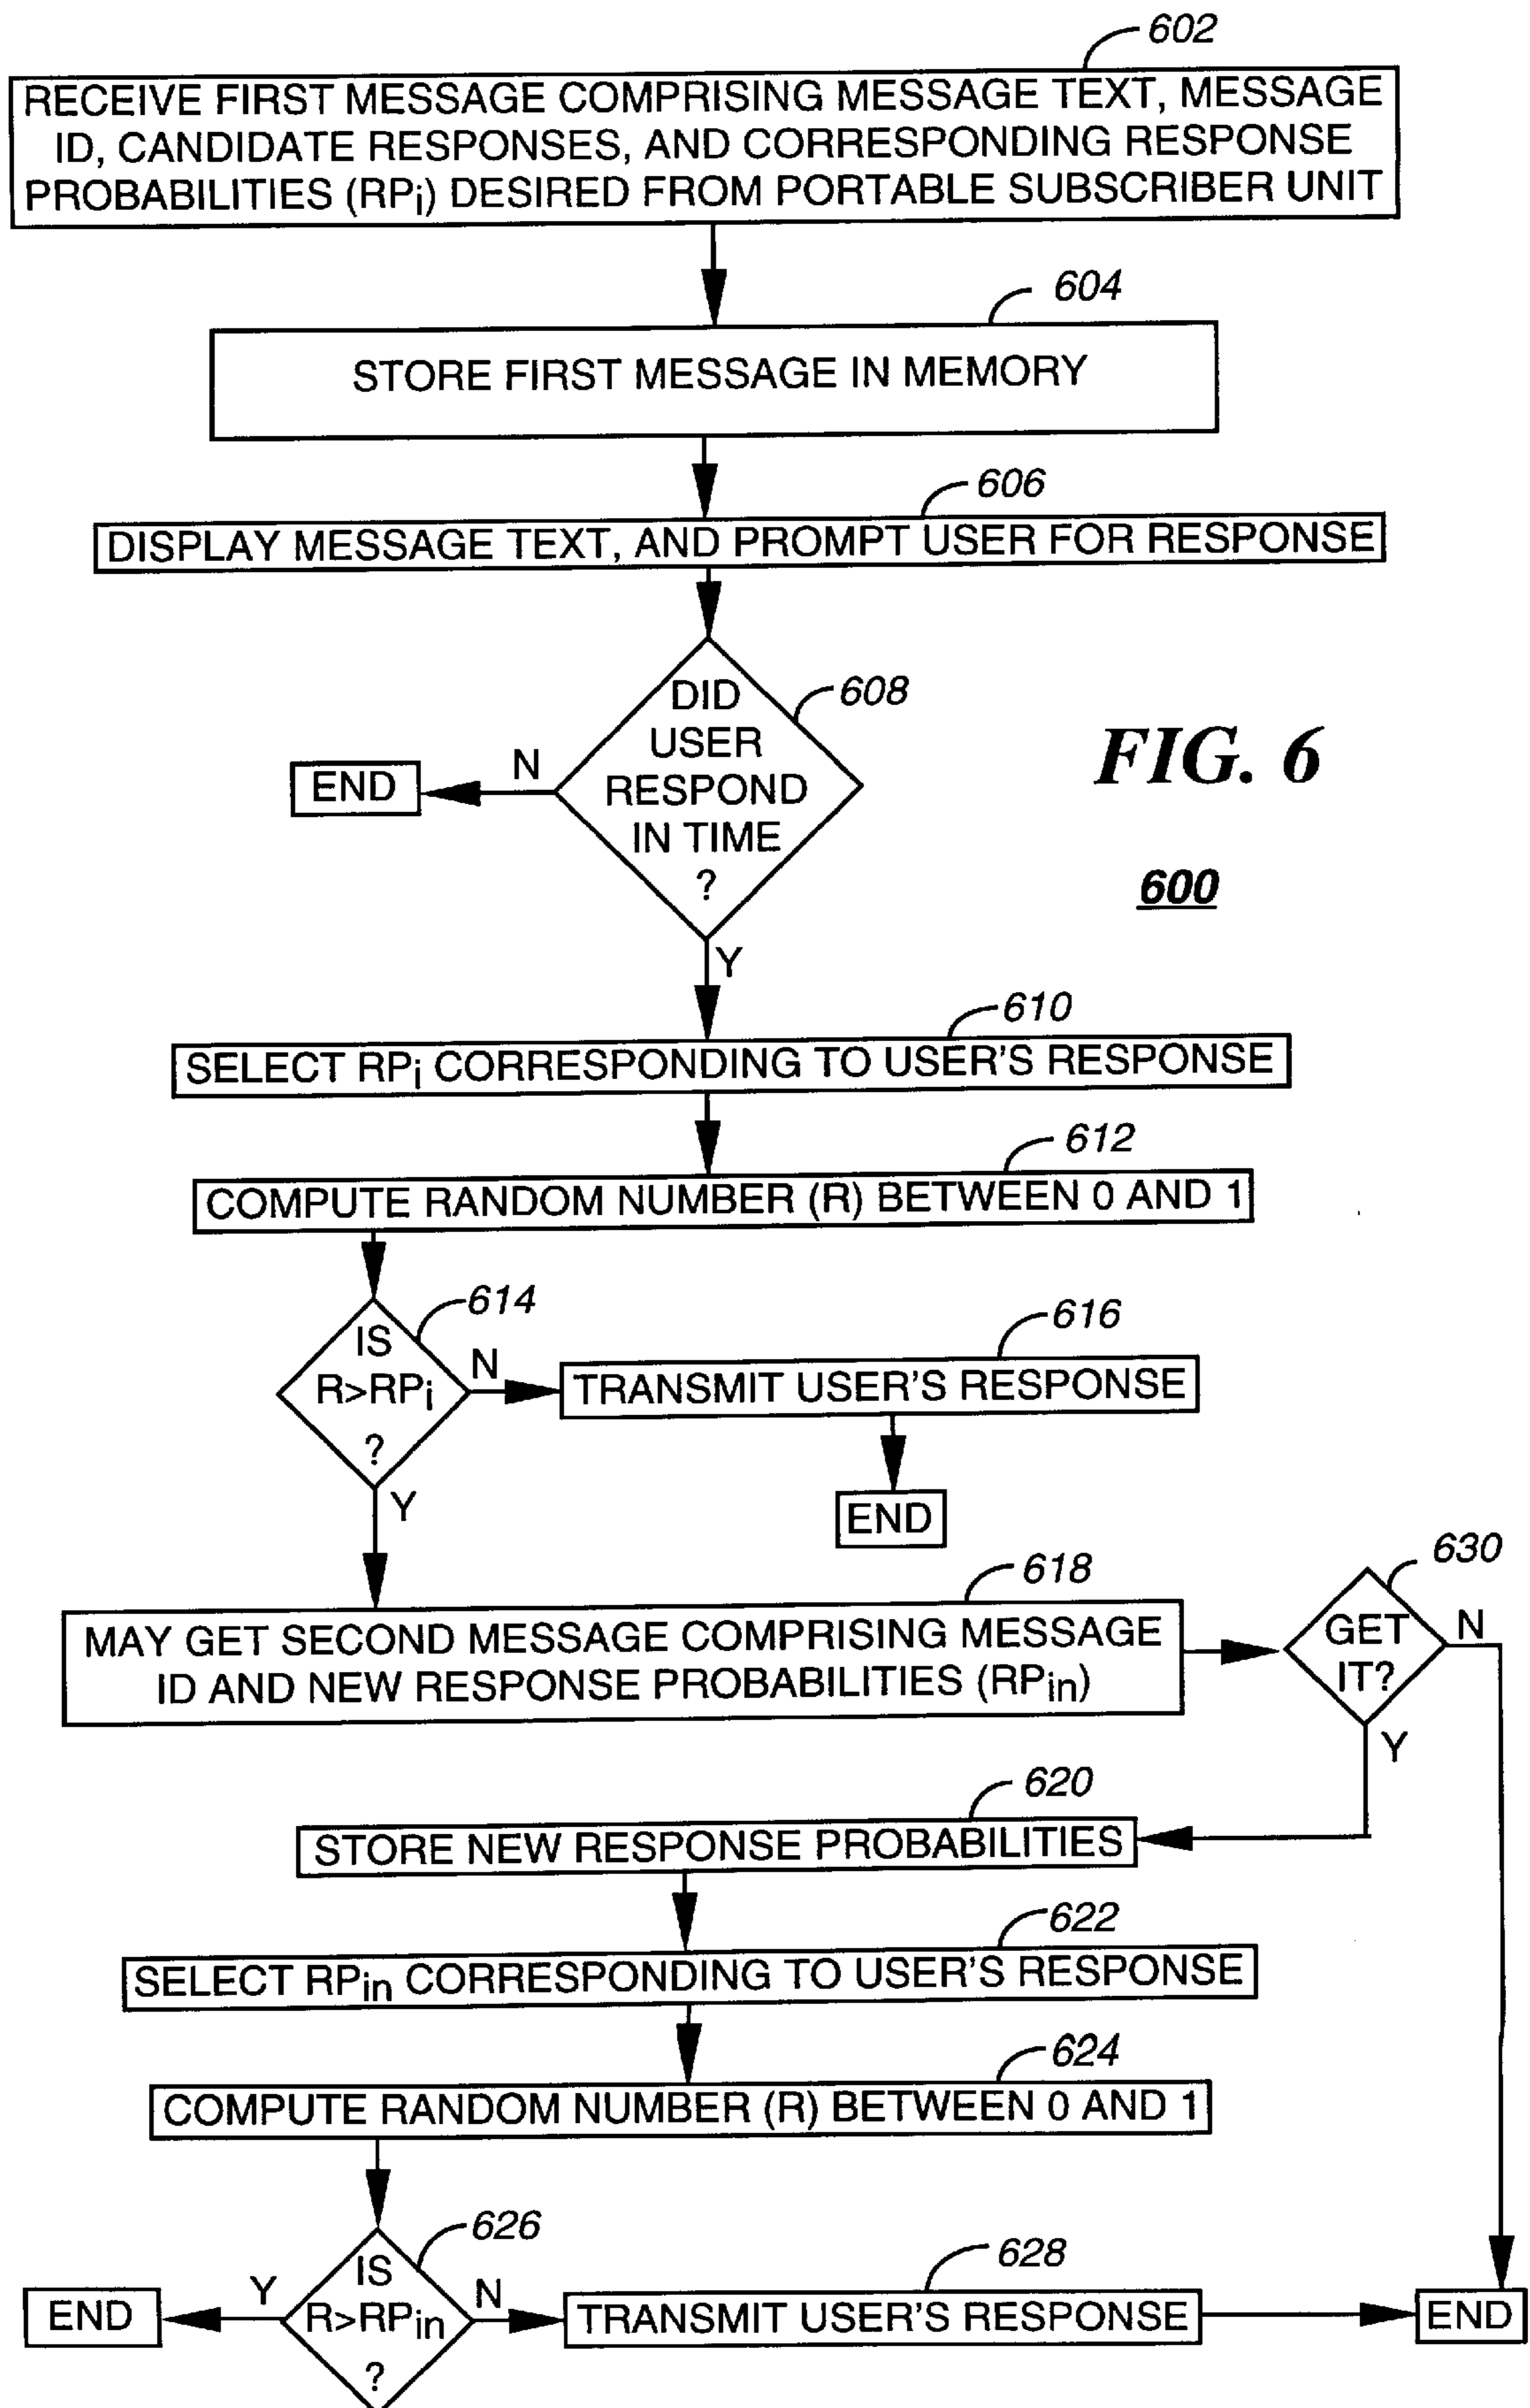 602
RECEIVE FIRST MESSAGE COMPRISING MESSAGE TEXT, MESSAGE
ID, CANDIDATE RESPONSES, AND CORRESPONDING RESPONSE
PROBABILITIES (RPi) DESIRED FROM PORTABLE SUBSCRIBER UNIT
604
STORE FIRST MESSAGE IN MEMORY
606
DISPLAY MESSAGE TEXT, AND PROMPT USER FOR RESPONSE
608
DID
USER
RESPOND
IN TIME
?
N
END
FIG. 6
600
Y
610
SELECT RPi CORRESPONDING TO USER'S RESPONSE
612
COMPUTE RANDOM NUMBER (R) BETWEEN 0 AND 1
614
IS
R>RPi
?
N
616
TRANSMIT USER'S RESPONSE
END
Y
618
MAY GET SECOND MESSAGE COMPRISING MESSAGE
ID AND NEW RESPONSE PROBABILITIES (RPin)
630
GET
IT?
N
Y
620
STORE NEW RESPONSE PROBABILITIES
622
SELECT RPin CORRESPONDING TO USER'S RESPONSE
624
COMPUTE RANDOM NUMBER (R) BETWEEN 0 AND 1
626
IS
R>RPin
?
Y
END
N
628
TRANSMIT USER'S RESPONSE
END